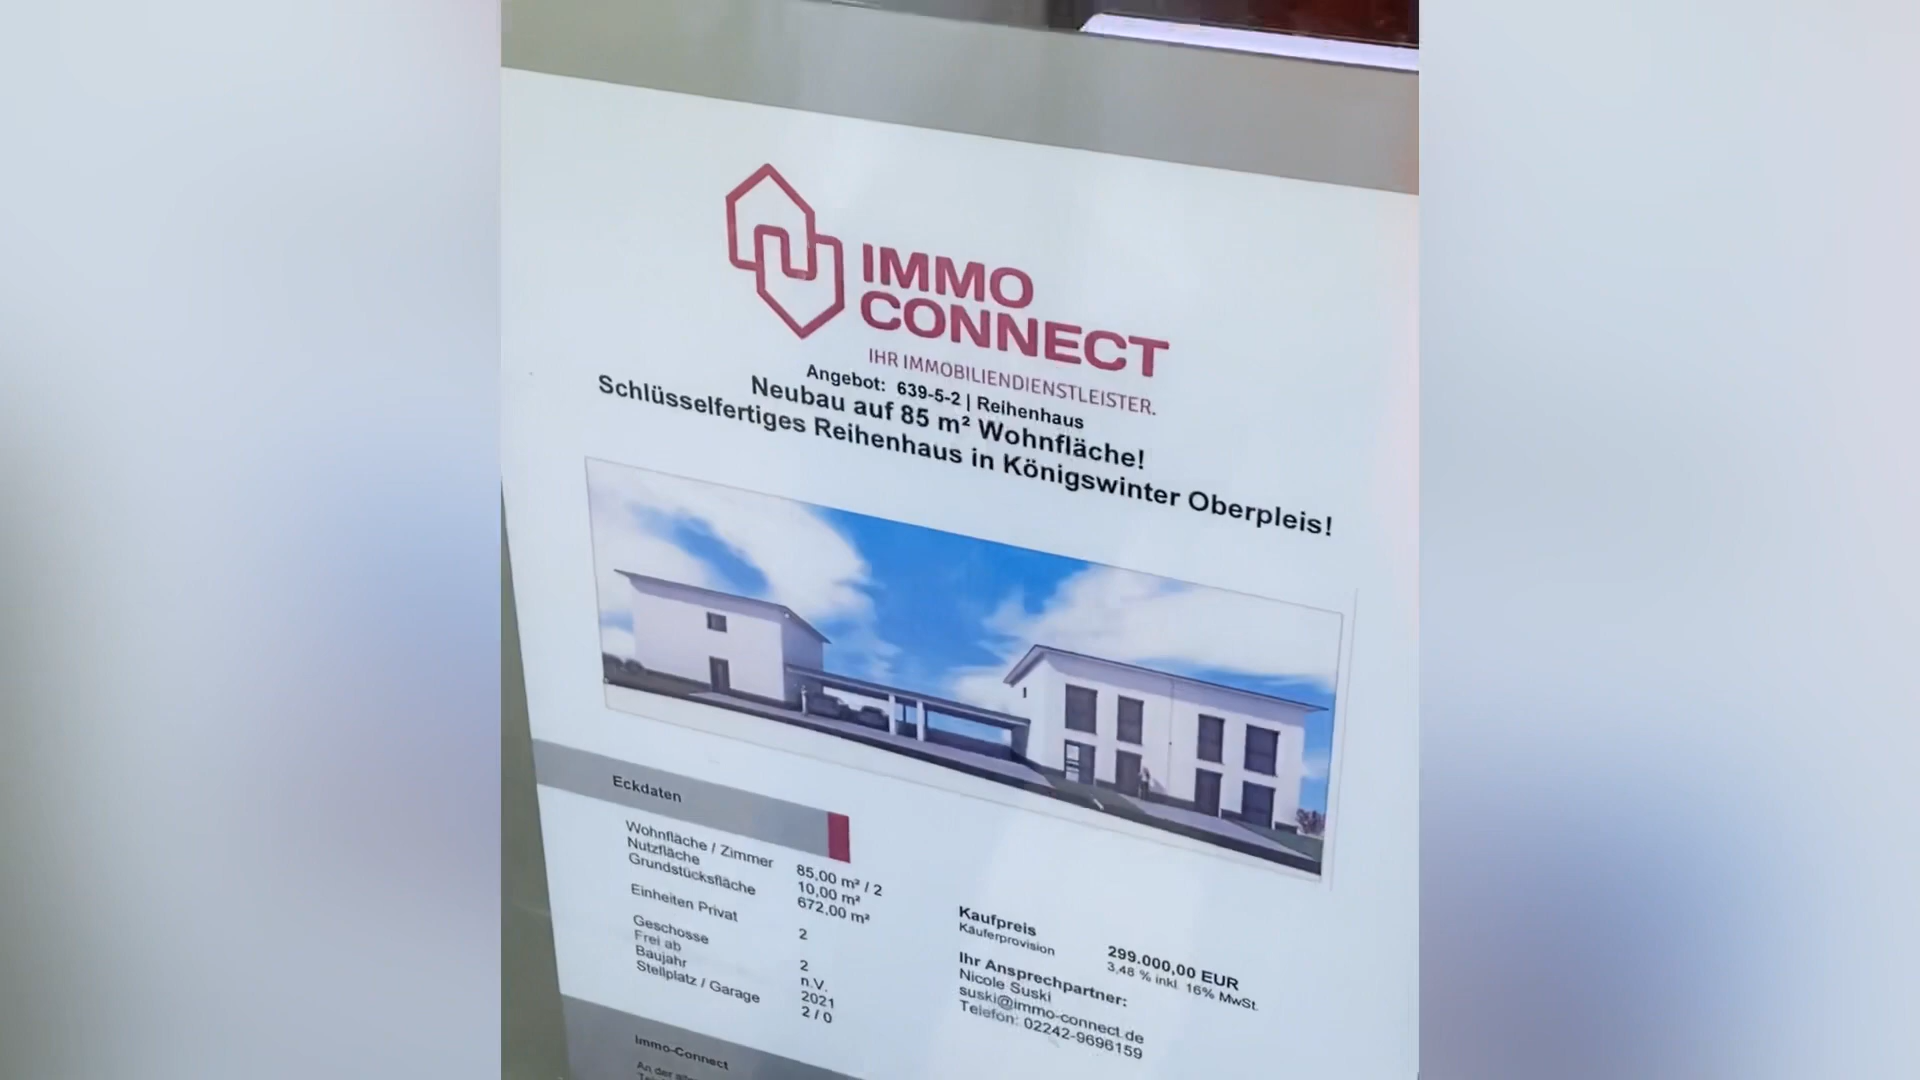 IMMO
CONNECT
IHR IMMOBILIENDIENSTLEISTER.
Angebot: 639-5-2 | Reihenhaus
Neubau auf 85 m² Wohnfläche!
Schlüsselfertiges Reihenhaus in Königswinter Oberpleis!
Eckdaten
Wohnfläche / Zimmer 85,00 m² / 2
Nutzfläche 10,00 m²
Grundstücksfläche 672,00 m²
Einheiten Privat 2
Geschosse 2
Frei ab n.V.
Baujahr 2021
Stellplatz / Garage 2 / 0
Kaufpreis 299.000,00 EUR
Käuferprovision 3,48 % inkl. 16% MwSt.
Ihr Ansprechpartner:
Nicole Suski
suski@immo-connect.de
Telefon: 02242-9696159
Immo-Connect
An der